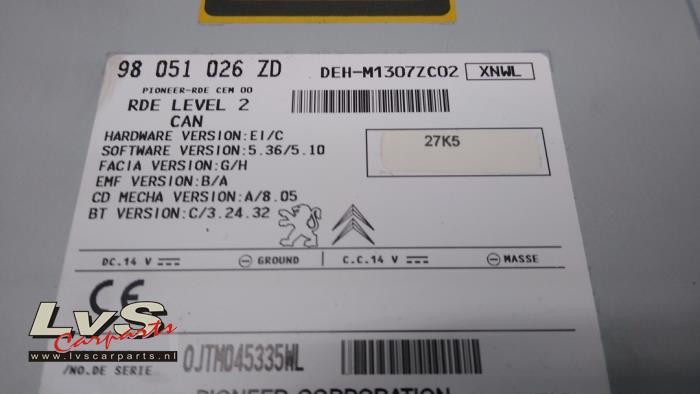 98 051 026 ZD
DEH-M1307ZC02 XNWL
PIONEER-RDE CEM 00
RDE LEVEL 2
CAN
HARDWARE VERSION:EI/C
SOFTWARE VERSION: 5.36/5.10
FACIA VERSION:G/H
EMF VERSION:B/A
CD MECHA VERSION:A/8.05
BT VERSION:C/3.24.32
27K5
DC.14 V GROUND C.C.14 V MASSE
CE
LvS
Carparts
www.lvscarparts.nl
0JTM045335WL
/NO.DE SERIE
PIONEER CORPORATION